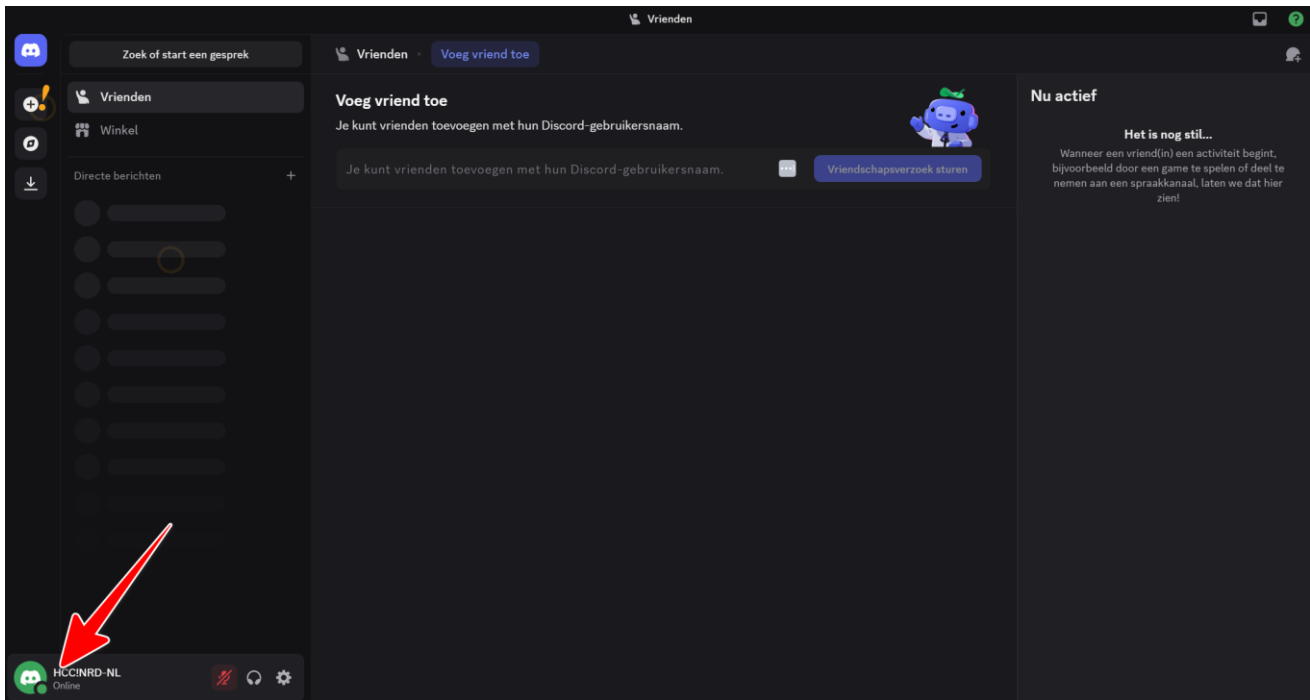 Vrienden
Zoek of start een gesprek
Vrienden
Voeg vriend toe
Vrienden
Winkel
Directe berichten
Voeg vriend toe
Je kunt vrienden toevoegen met hun Discord-gebruikersnaam.
Je kunt vrienden toevoegen met hun Discord-gebruikersnaam.
Vriendschapsverzoek sturen
Nu actief
Het is nog stil...
Wanneer een vriend(in) een activiteit begint,
bijvoorbeeld door een game te spelen of deel te
nemen aan een spraakkanaal, laten we dat hier
zien!
HCC!NRD-NL
Online